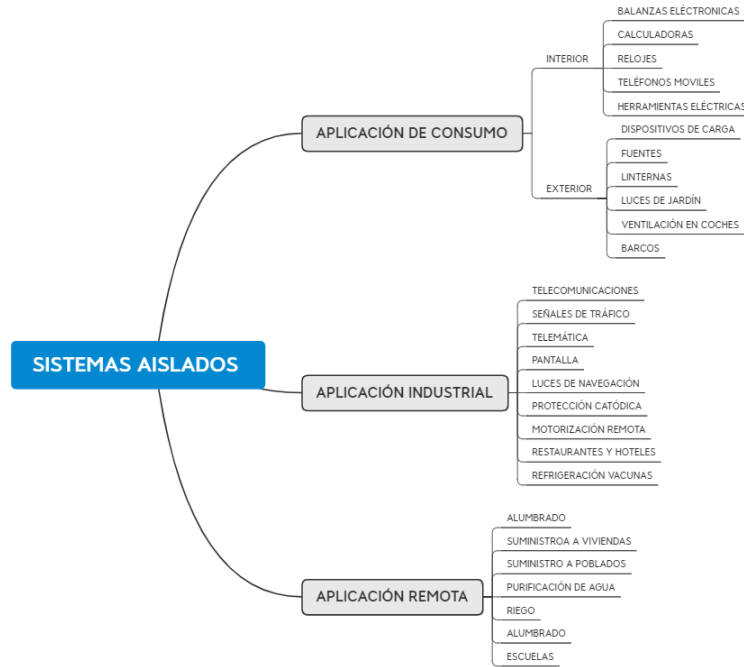 SISTEMAS AISLADOS
APLICACIÓN DE CONSUMO
INTERIOR
BALANZAS ELÉCTRONICAS
CALCULADORAS
RELOJES
TELÉFONOS MOVILES
HERRAMIENTAS ELÉCTRICAS
EXTERIOR
DISPOSITIVOS DE CARGA
FUENTES
LINTERNAS
LUCES DE JARDÍN
VENTILACIÓN EN COCHES
BARCOS
APLICACIÓN INDUSTRIAL
TELECOMUNICACIONES
SEÑALES DE TRÁFICO
TELEMÁTICA
PANTALLA
LUCES DE NAVEGACIÓN
PROTECCIÓN CATÓDICA
MOTORIZACIÓN REMOTA
RESTAURANTES Y HOTELES
REFRIGERACIÓN VACUNAS
APLICACIÓN REMOTA
ALUMBRADO
SUMINISTROA A VIVIENDAS
SUMINISTRO A POBLADOS
PURIFICACIÓN DE AGUA
RIEGO
ALUMBRADO
ESCUELAS